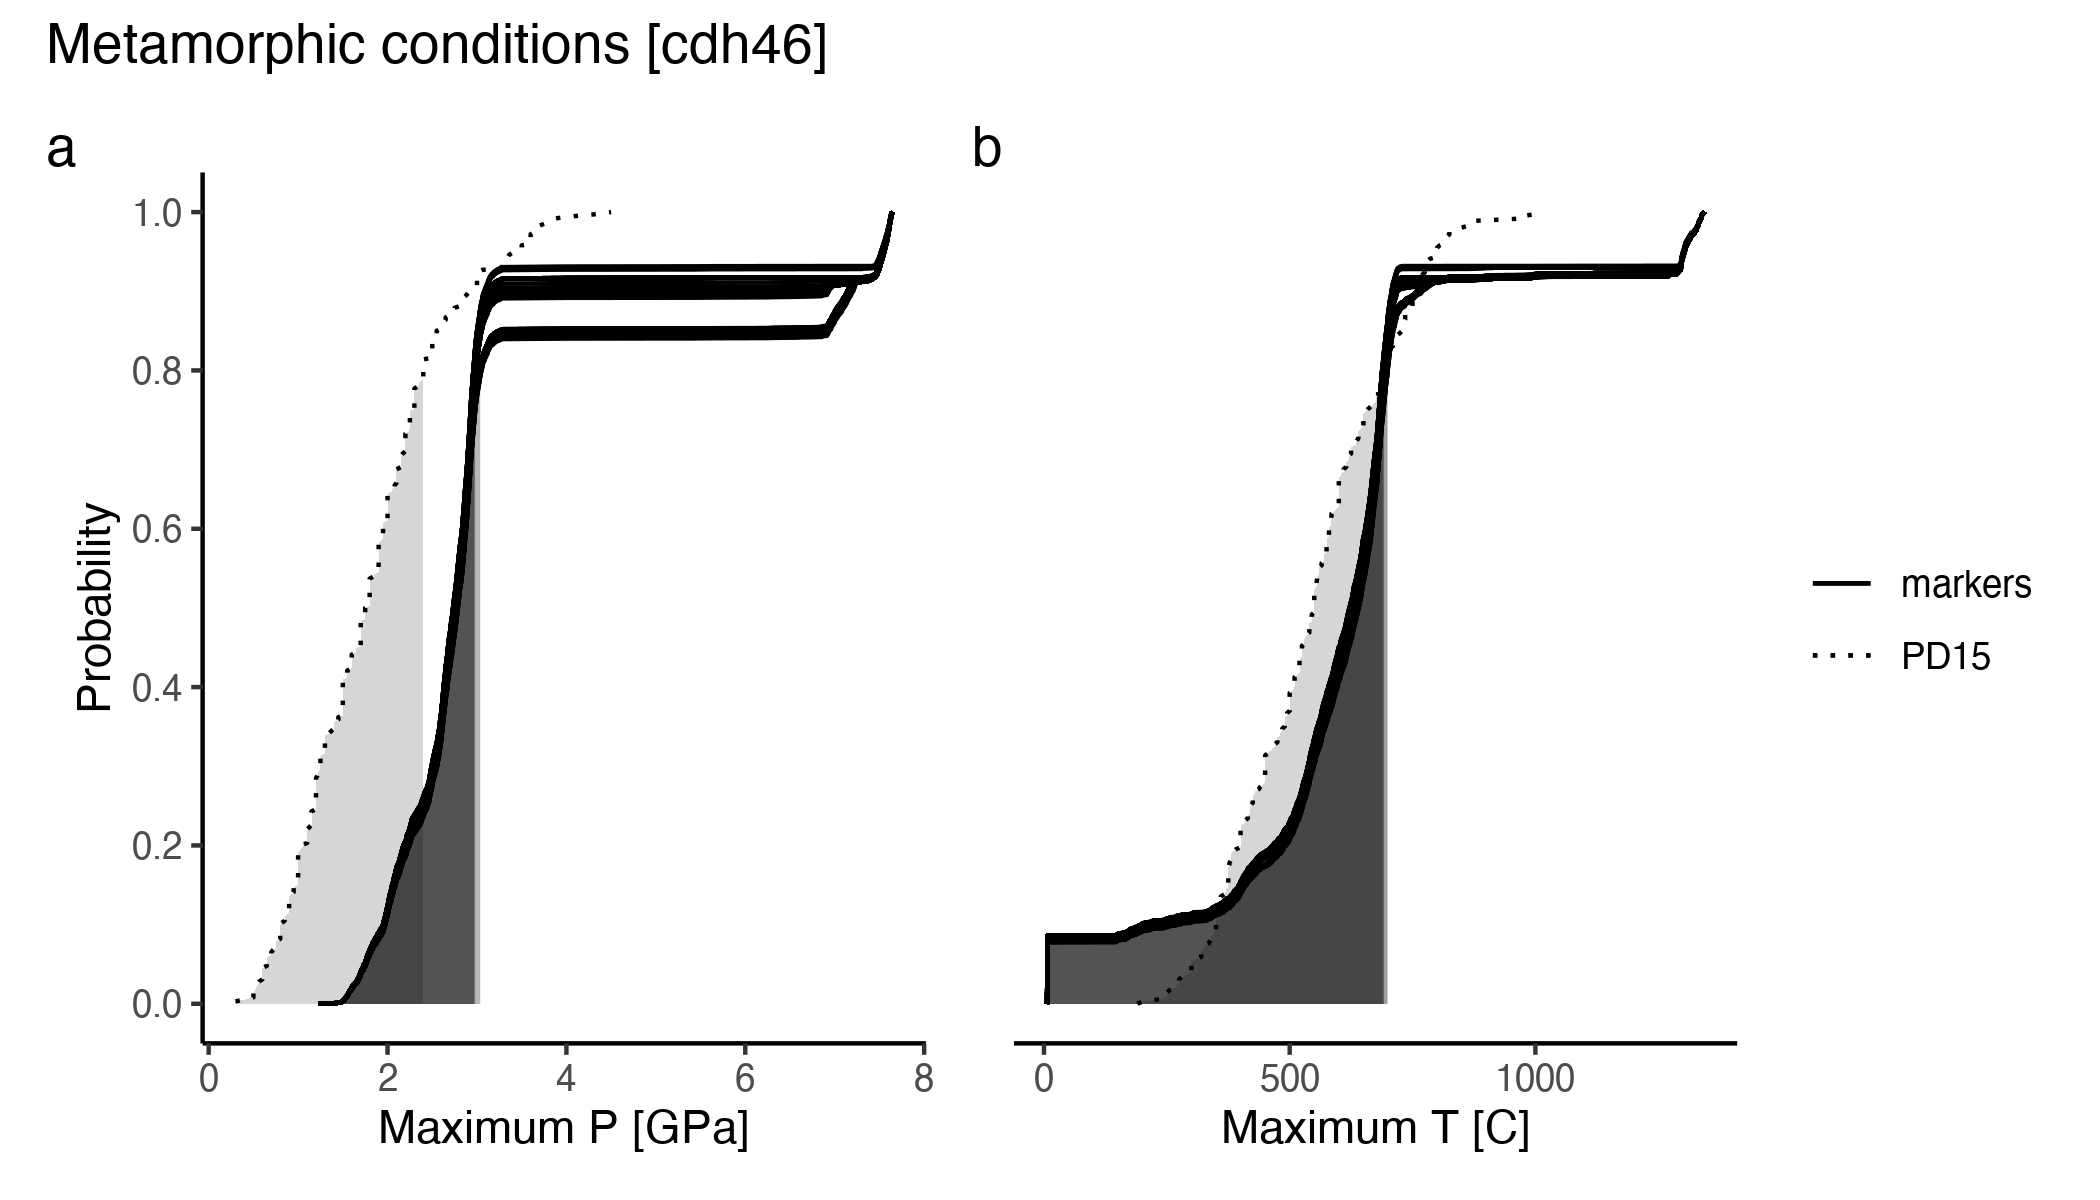 Metamorphic conditions [cdh46]
a
b
1.0
0.8
0.6
0.4
0.2
0.0
Probability
0 2 4 6 8
Maximum P [GPa]
0 500 1000
Maximum T [C]
markers
PD15